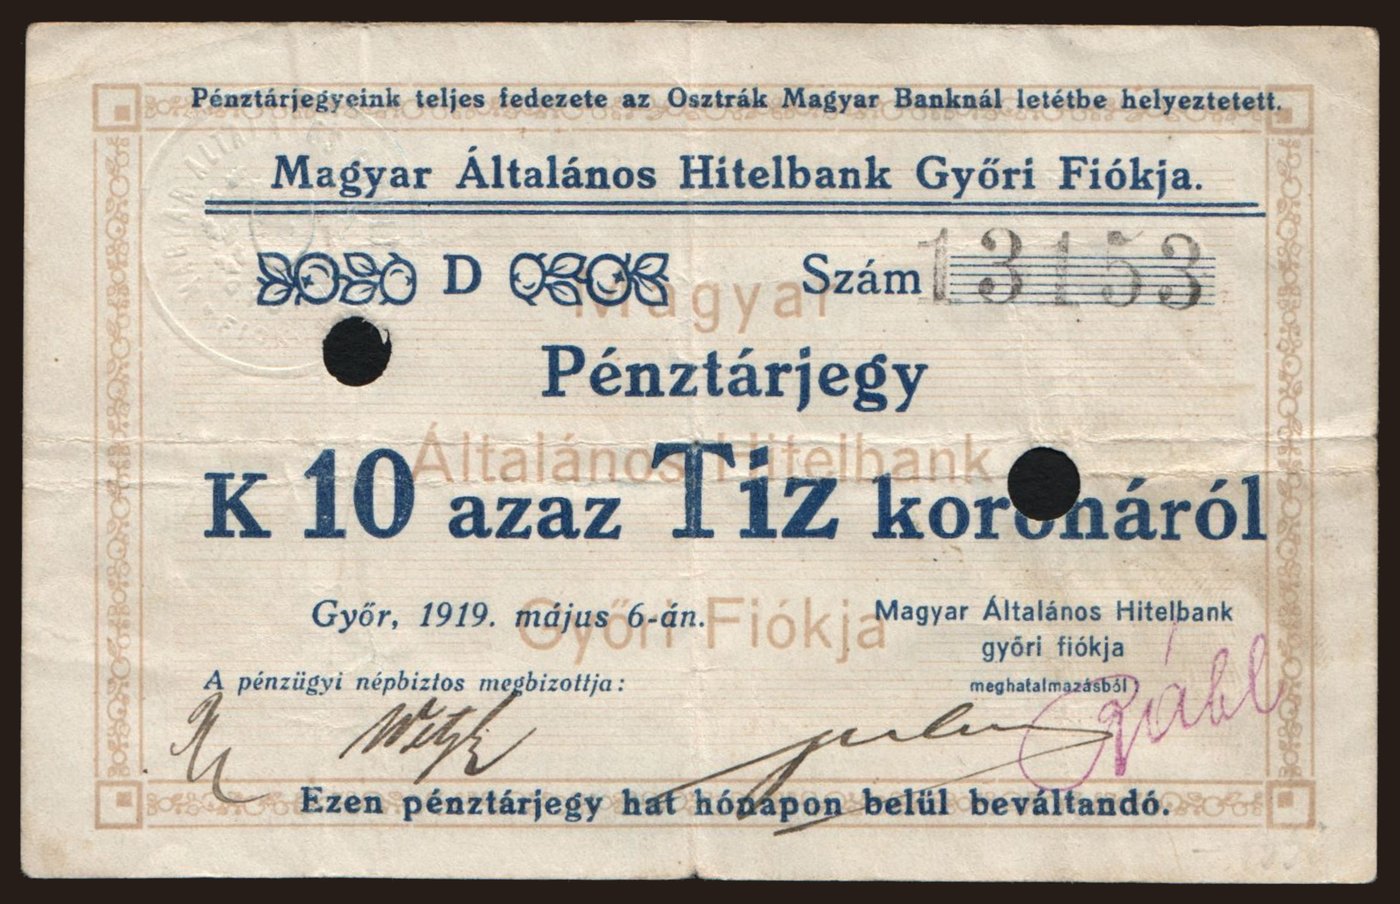 Pénztárjegyeink teljes fedezete az Osztrák Magyar Banknál letétbe helyeztetett.
Magyar Általános Hitelbank Győri Fiókja.
D Szám 13153
Magyar
Pénztárjegy
Általános Hitelbank
K 10 azaz Tiz koronáról
Győr, 1919. május 6-án.
Győri Fiókja
Magyar Általános Hitelbank
győri fiókja
A pénzügyi népbiztos megbizottja:
meghatalmazásból
Ezen pénztárjegy hat hónapon belül beváltandó.